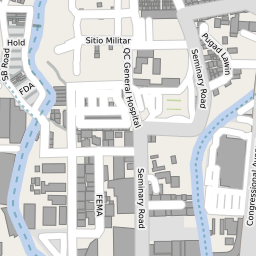 Hold
Sitio Militar
SB Road
QC General Hospital
Pugad Lawin
Seminary Road
FDA
FEMA
Seminary Road
Congressional Ave